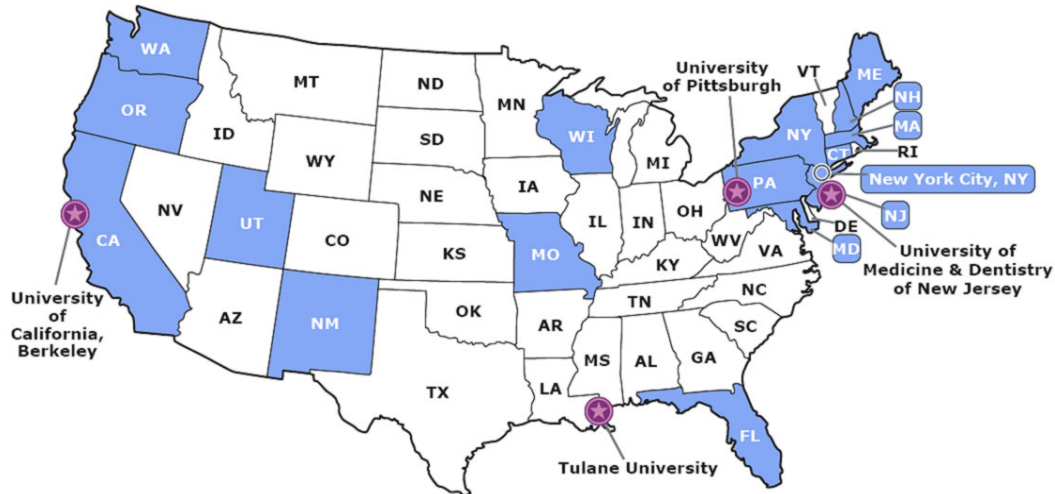 WA
OR
CA
ID
NV
MT
WY
UT
AZ
CO
NM
ND
SD
NE
KS
OK
TX
MN
IA
MO
AR
LA
WI
IL
MI
IN
OH
KY
TN
MS
AL
GA
FL
SC
NC
VA
WV
PA
NY
VT
ME
NH
MA
CT
RI
New York City, NY
NJ
DE
MD
University
of Pittsburgh
University of
Medicine & Dentistry
of New Jersey
University
of
California,
Berkeley
Tulane University